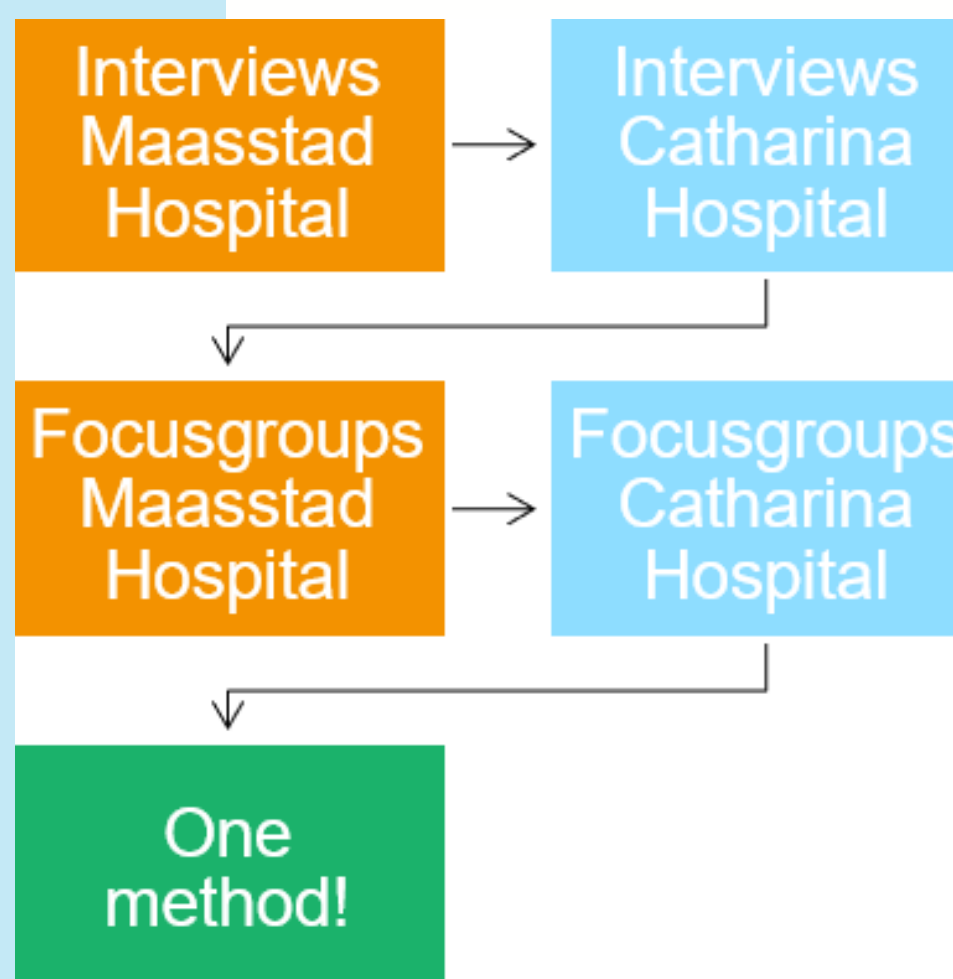 Interviews
Maasstad
Hospital
Interviews
Catharina
Hospital
Focusgroups
Maasstad
Hospital
Focusgroups
Catharina
Hospital
One
method!